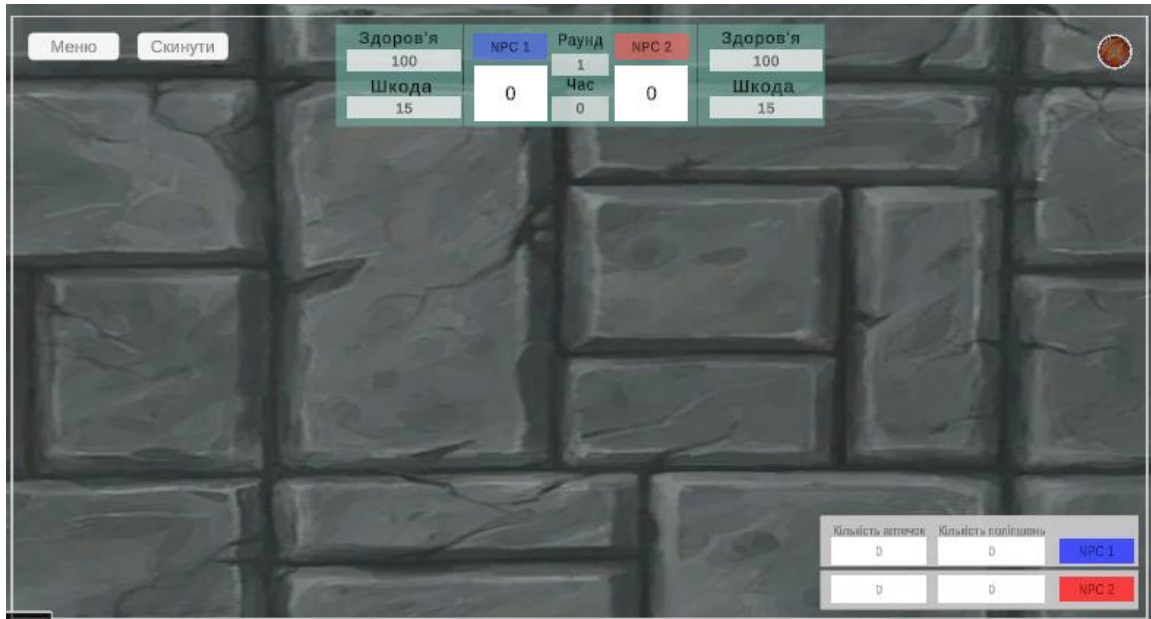 Меню
Скинути
Здоров'я
100
Шкода
15
NPC 1
0
Раунд
1
Час
0
NPC 2
0
Здоров'я
100
Шкода
15
Кількість аптечок
Кількість поліпшень
0
0
NPC 1
0
0
NPC 2